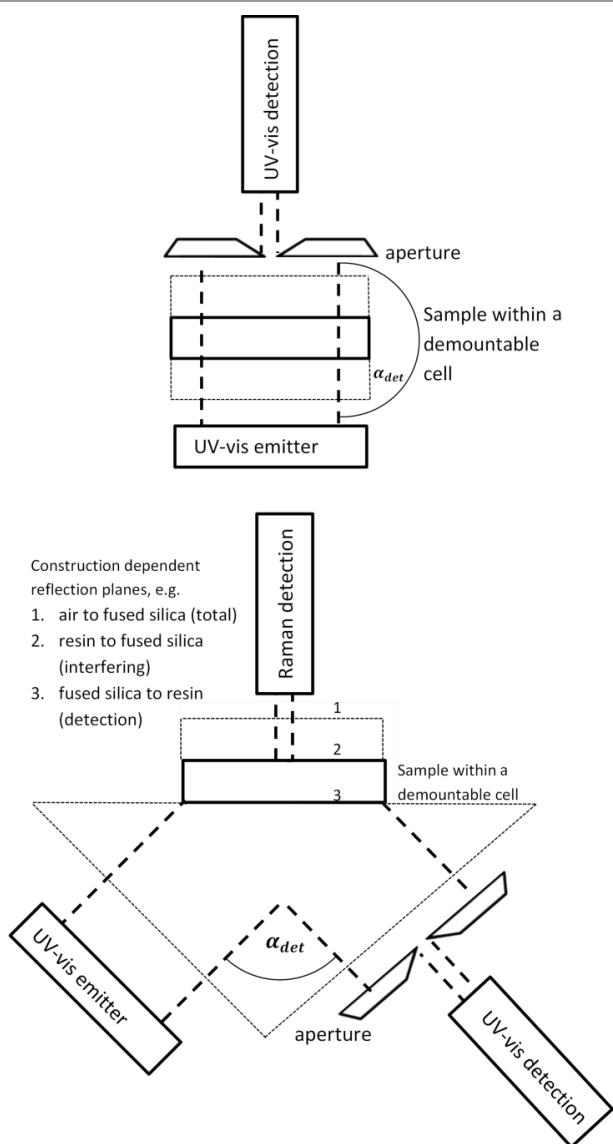 UV-vis detection
aperture
Sample within a
demountable
cell
α_det
UV-vis emitter
Construction dependent
reflection planes, e.g.
1. air to fused silica (total)
2. resin to fused silica
(interfering)
3. fused silica to resin
(detection)
Raman detection
1
2
3
Sample within a
demountable cell
UV-vis emitter
α_det
aperture
UV-vis detection